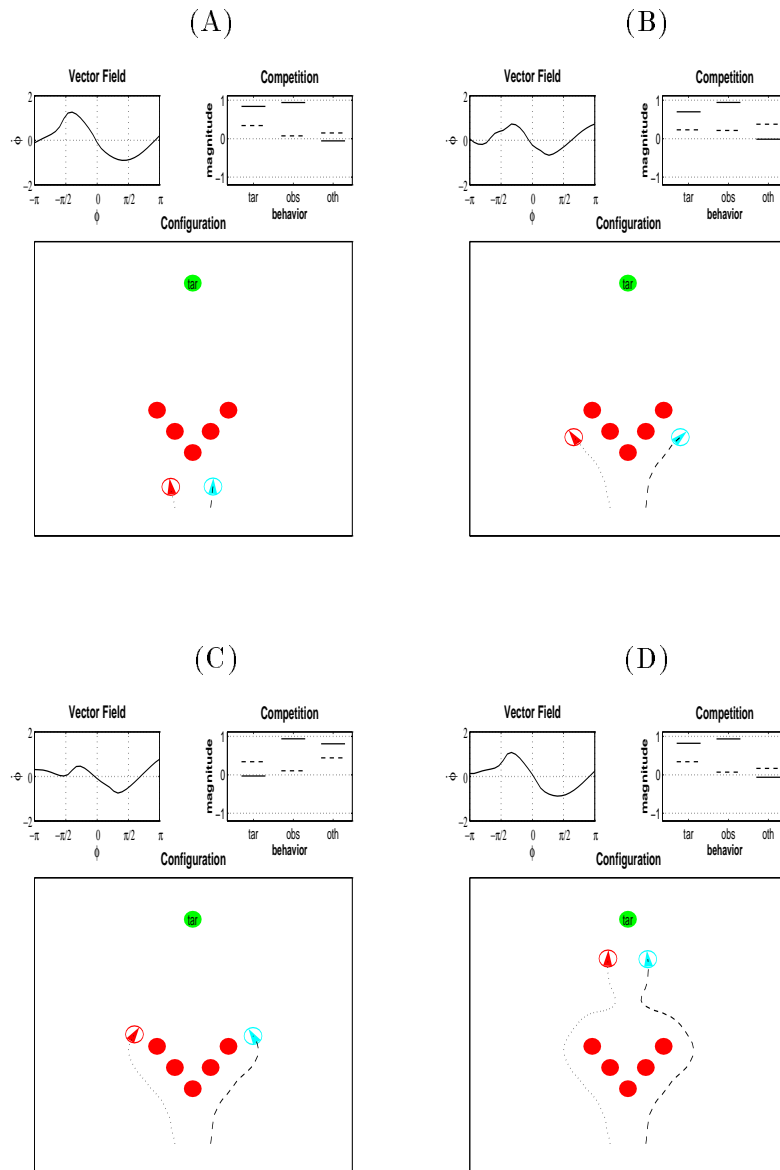 (A)
Vector Field
Competition
2
0
−2
ϕ
−π
−π/2
0
π/2
π
ϕ
1
0
−1
magnitude
tar
obs
oth
behavior
Configuration
tar
(B)
Vector Field
Competition
2
0
−2
ϕ
−π
−π/2
0
π/2
π
ϕ
1
0
−1
magnitude
tar
obs
oth
behavior
Configuration
tar
(C)
Vector Field
Competition
2
0
−2
ϕ
−π
−π/2
0
π/2
π
ϕ
1
0
−1
magnitude
tar
obs
oth
behavior
Configuration
tar
(D)
Vector Field
Competition
2
0
−2
ϕ
−π
−π/2
0
π/2
π
ϕ
1
0
−1
magnitude
tar
obs
oth
behavior
Configuration
tar